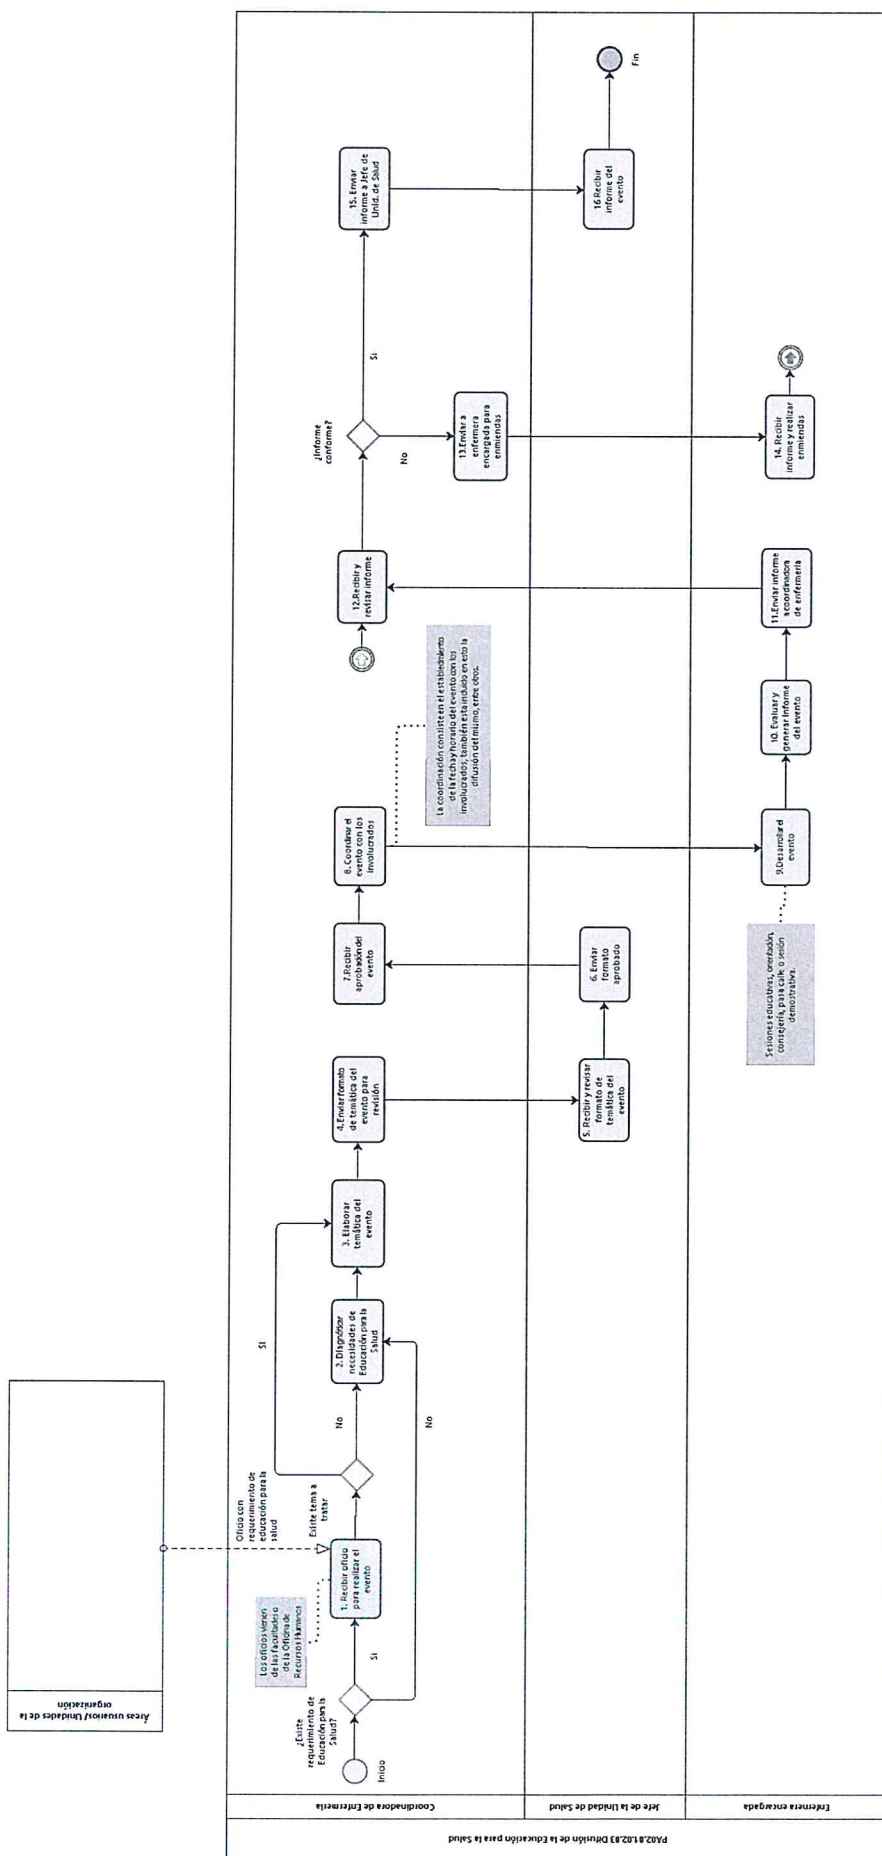 Áreas usuarios/ Unidades de la
organización
PA02.01.02.03 Difusión de la Educación para la Salud
Coordinadora de Enfermería
Jefe de la Unidad de Salud
Enfermera encargada
Inicio
¿Existe
requerimiento de
Educación para la
Salud?
Si
No
Los oficios vienen
de las facultades o
de la Oficina de
Recursos Humanos
1. Recibir oficio
para realizar el
evento
Oficio con
requerimiento de
educación para la
salud
Existe tema a
tratar
Si
No
2. Diagnósticar
necesidades de
Educación para la
Salud
3. Elaborar
temática del
evento
4. Enviar formato
de temática del
evento para
revisión
5. Recibir y revisar
formato de
temática del
evento
6. Enviar
formato
aprobado
7. Recibir
aprobación del
evento
8. Coordinar el
evento con los
involucrados
La coordinación consiste en el establecimiento
de la fecha y horario del evento con los
involucrados, también esta incluido en esto la
difusión del mismo, entre otros.
9. Desarrollar el
evento
Sesiones educativas, orientación,
consejería, pasa calle o sesión
demostrativa.
10. Evaluar y
generar Informe
del evento
11. Enviar informe
a coordinadora
de enfermería
12. Recibir y
revisar informe
¿Informe
conforme?
Si
No
13. Enviar a
enfermera
encargada para
enmiendas
14. Recibir
informe y realizar
enmiendas
15. Enviar
informe a Jefe de
Unid. de Salud
16 Recibir
informe del
evento
Fin